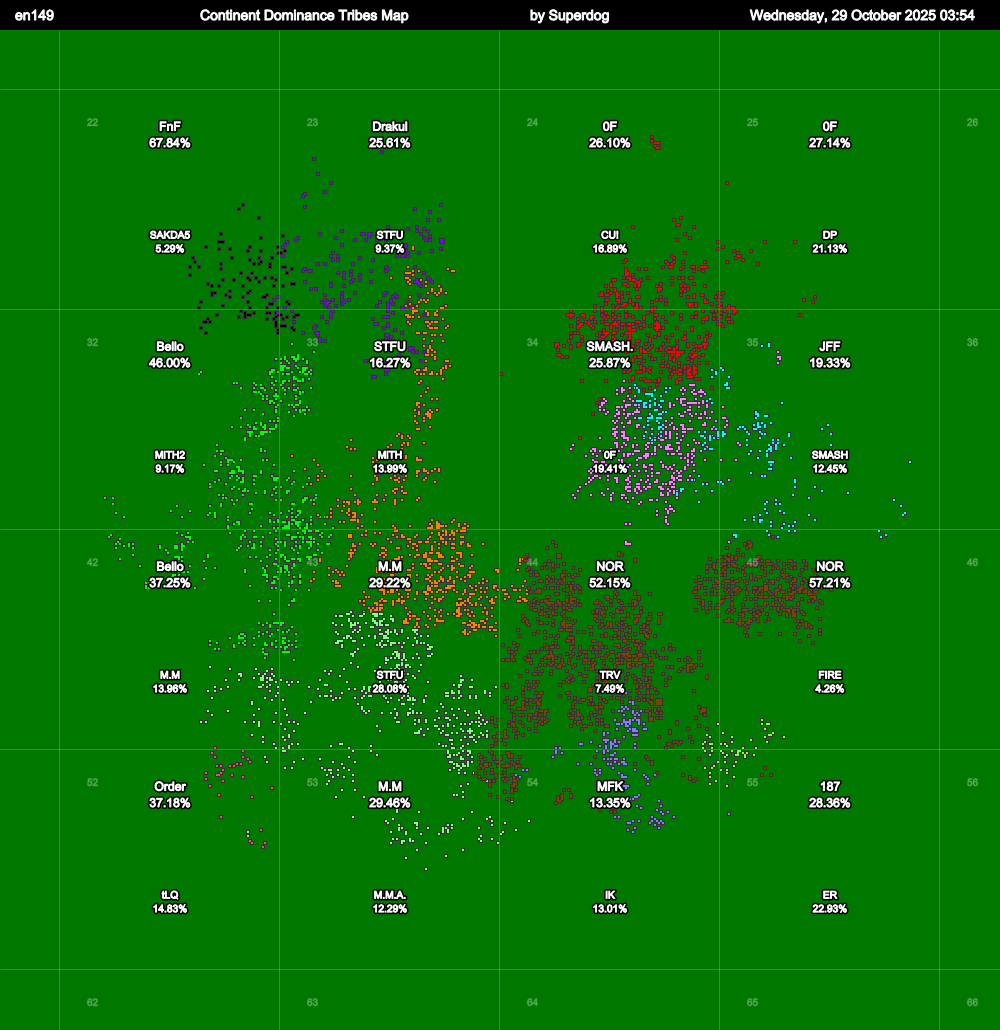 en149 Continent Dominance Tribes Map by Superdog Wednesday, 29 October 2025 03:54
22 23 24 25 26
FnF Drakul 0F 0F
67.84% 25.61% 26.10% 27.14%
SAKDA5 STFU CUI DP
5.29% 9.37% 16.89% 21.13%
32 33 34 35 36
Bello STFU SMASH. JFF
46.00% 16.27% 25.87% 19.33%
MITH2 MITH 0F SMASH
9.17% 13.99% 19.41% 12.45%
42 43 44 45 46
Bello M.M NOR NOR
37.25% 29.22% 52.15% 57.21%
M.M STFU TRV FIRE
13.96% 28.06% 7.49% 4.26%
52 53 54 55 56
Order M.M MFK 187
37.18% 29.46% 13.35% 28.36%
tLQ M.M.A. IK ER
14.83% 12.29% 13.01% 22.93%
62 63 64 65 66